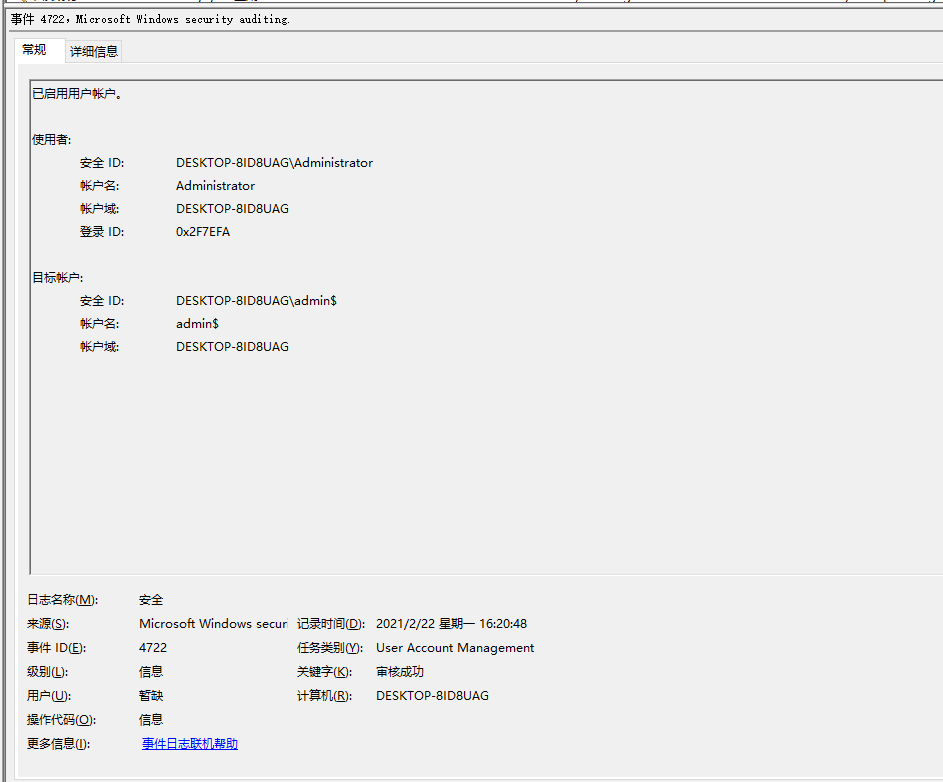 事件 4722，Microsoft Windows security auditing.
常规 详细信息
已启用用户帐户。
使用者:
安全 ID: DESKTOP-8ID8UAG\Administrator
帐户名: Administrator
帐户域: DESKTOP-8ID8UAG
登录 ID: 0x2F7EFA
目标帐户:
安全 ID: DESKTOP-8ID8UAG\admin$
帐户名: admin$
帐户域: DESKTOP-8ID8UAG
日志名称(M): 安全
来源(S): Microsoft Windows securi 记录时间(D): 2021/2/22 星期一 16:20:48
事件 ID(E): 4722 任务类别(Y): User Account Management
级别(L): 信息 关键字(K): 审核成功
用户(U): 暂缺 计算机(R): DESKTOP-8ID8UAG
操作代码(O): 信息
更多信息(I): 事件日志联机帮助